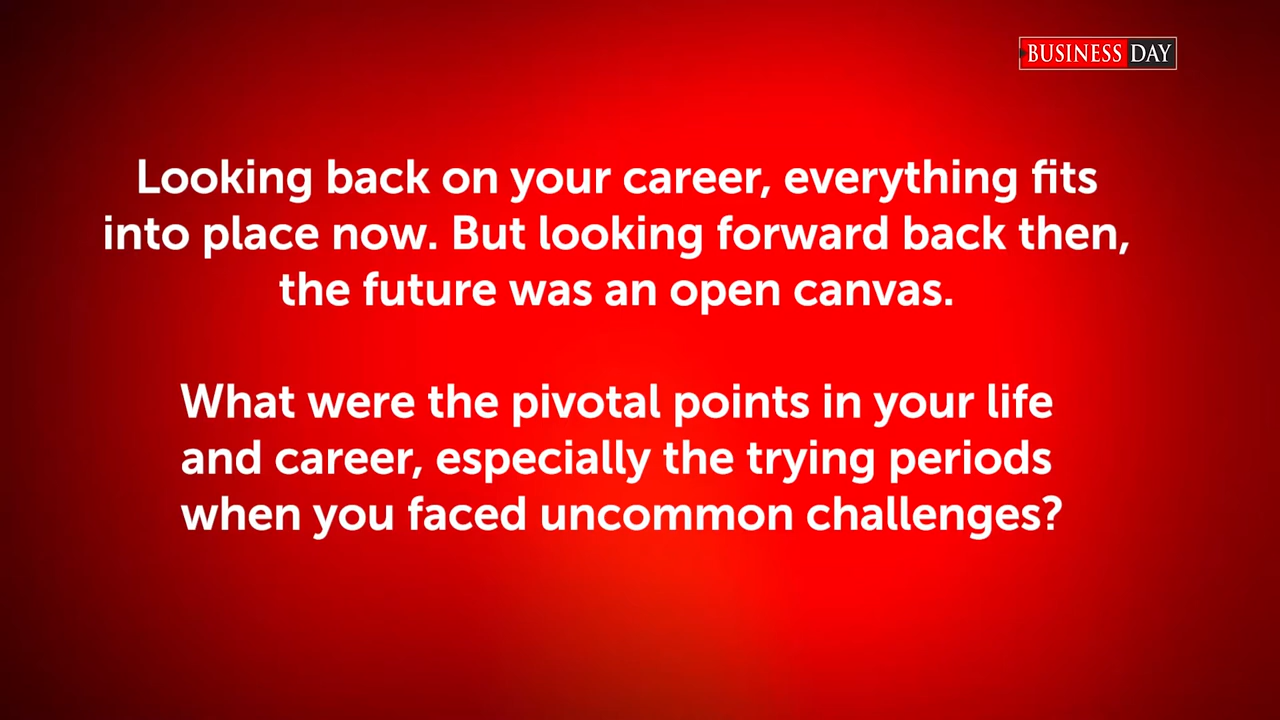 BUSINESS DAY
Looking back on your career, everything fits
into place now. But looking forward back then,
the future was an open canvas.
What were the pivotal points in your life
and career, especially the trying periods
when you faced uncommon challenges?